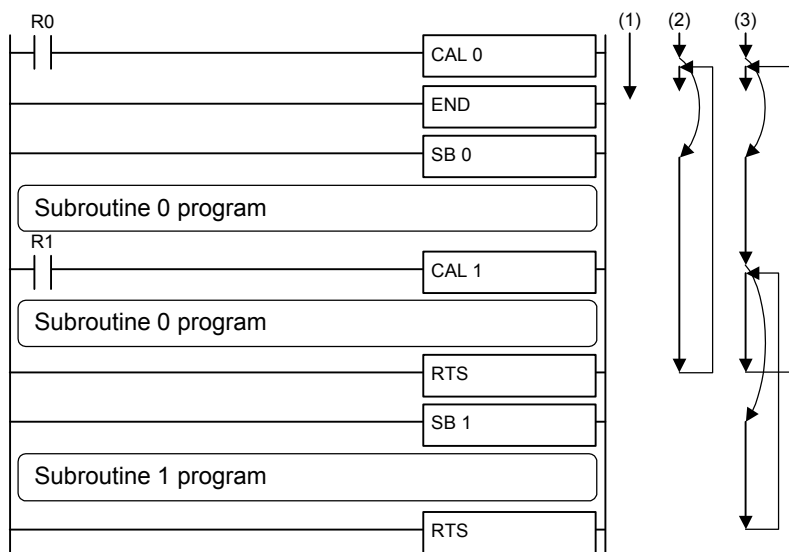 R0 (1) (2) (3)
CAL 0
END
SB 0
Subroutine 0 program
R1
CAL 1
Subroutine 0 program
RTS
SB 1
Subroutine 1 program
RTS